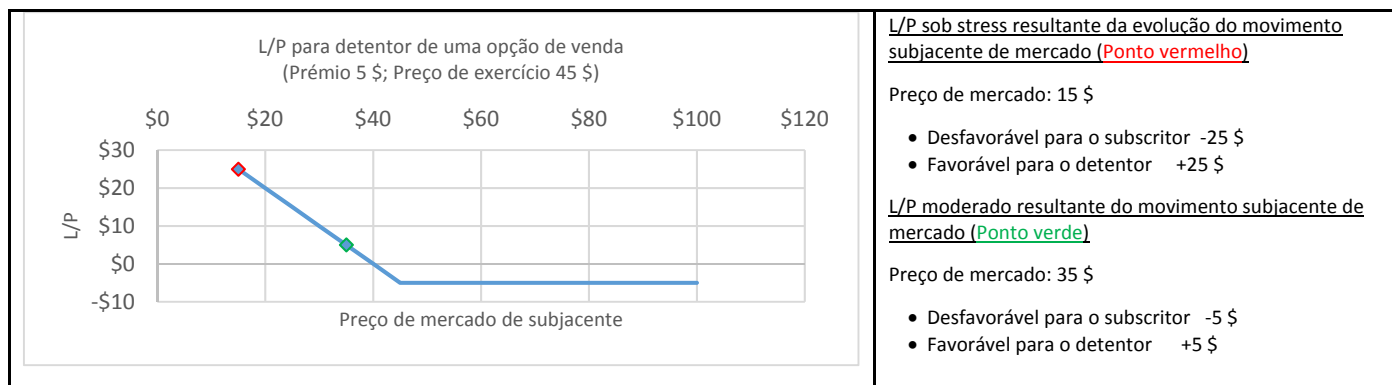 L/P para detentor de uma opção de venda
(Prémio 5 $; Preço de exercício 45 $)
$0 $20 $40 $60 $80 $100 $120
$30
$20
$10
$0
-$10
L/P
Preço de mercado de subjacente
L/P sob stress resultante da evolução do movimento
subjacente de mercado (Ponto vermelho)
Preço de mercado: 15 $
• Desfavorável para o subscritor -25 $
• Favorável para o detentor +25 $
L/P moderado resultante do movimento subjacente de
mercado (Ponto verde)
Preço de mercado: 35 $
• Desfavorável para o subscritor -5 $
• Favorável para o detentor +5 $